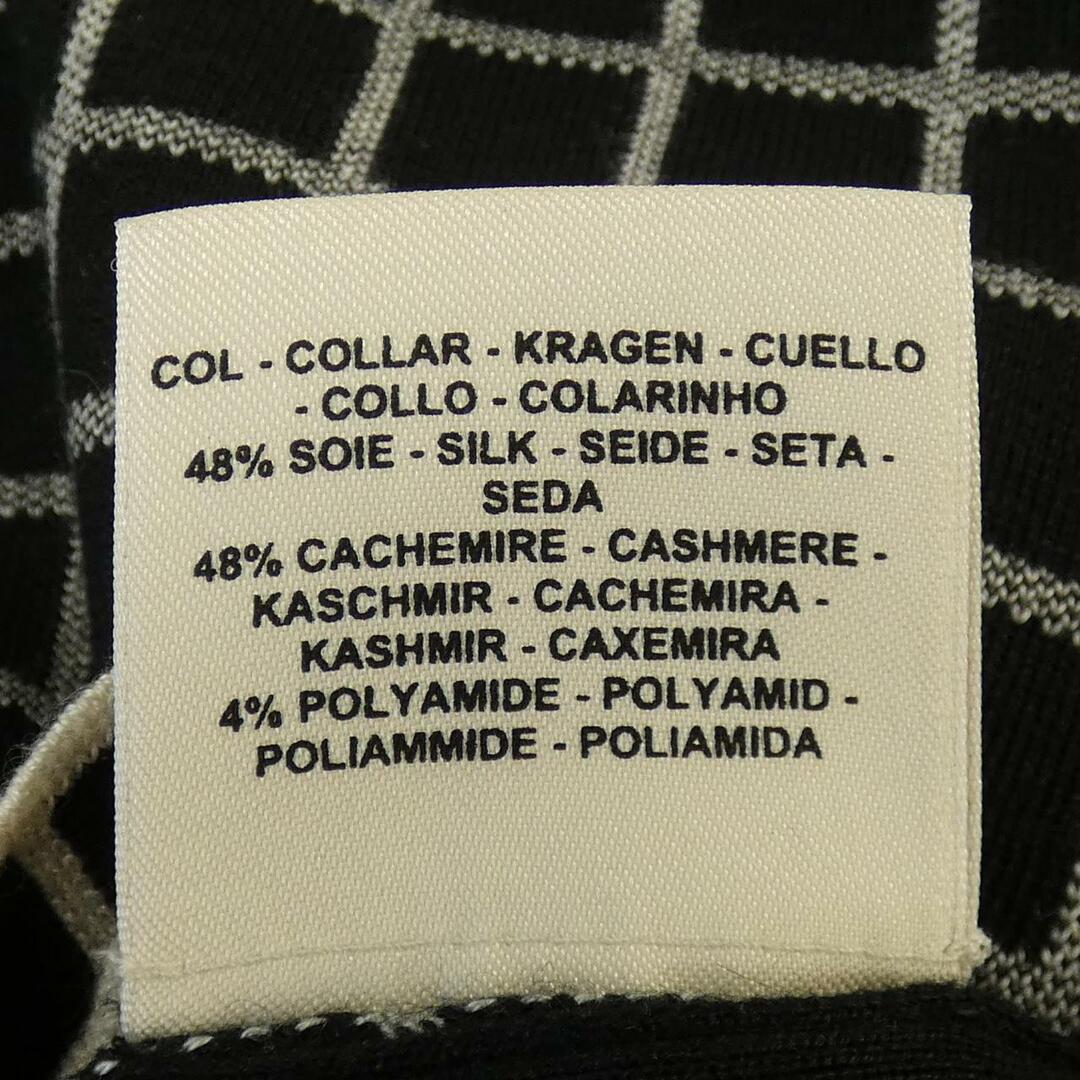 COL - COLLAR - KRAGEN - CUELLO
- COLLO - COLARINHO
48% SOIE - SILK - SEIDE - SETA -
SEDA
48% CACHEMIRE - CASHMERE -
KASCHMIR - CACHEMIRA -
KASHMIR - CAXEMIRA
4% POLYAMIDE - POLYAMID -
POLIAMMIDE - POLIAMIDA